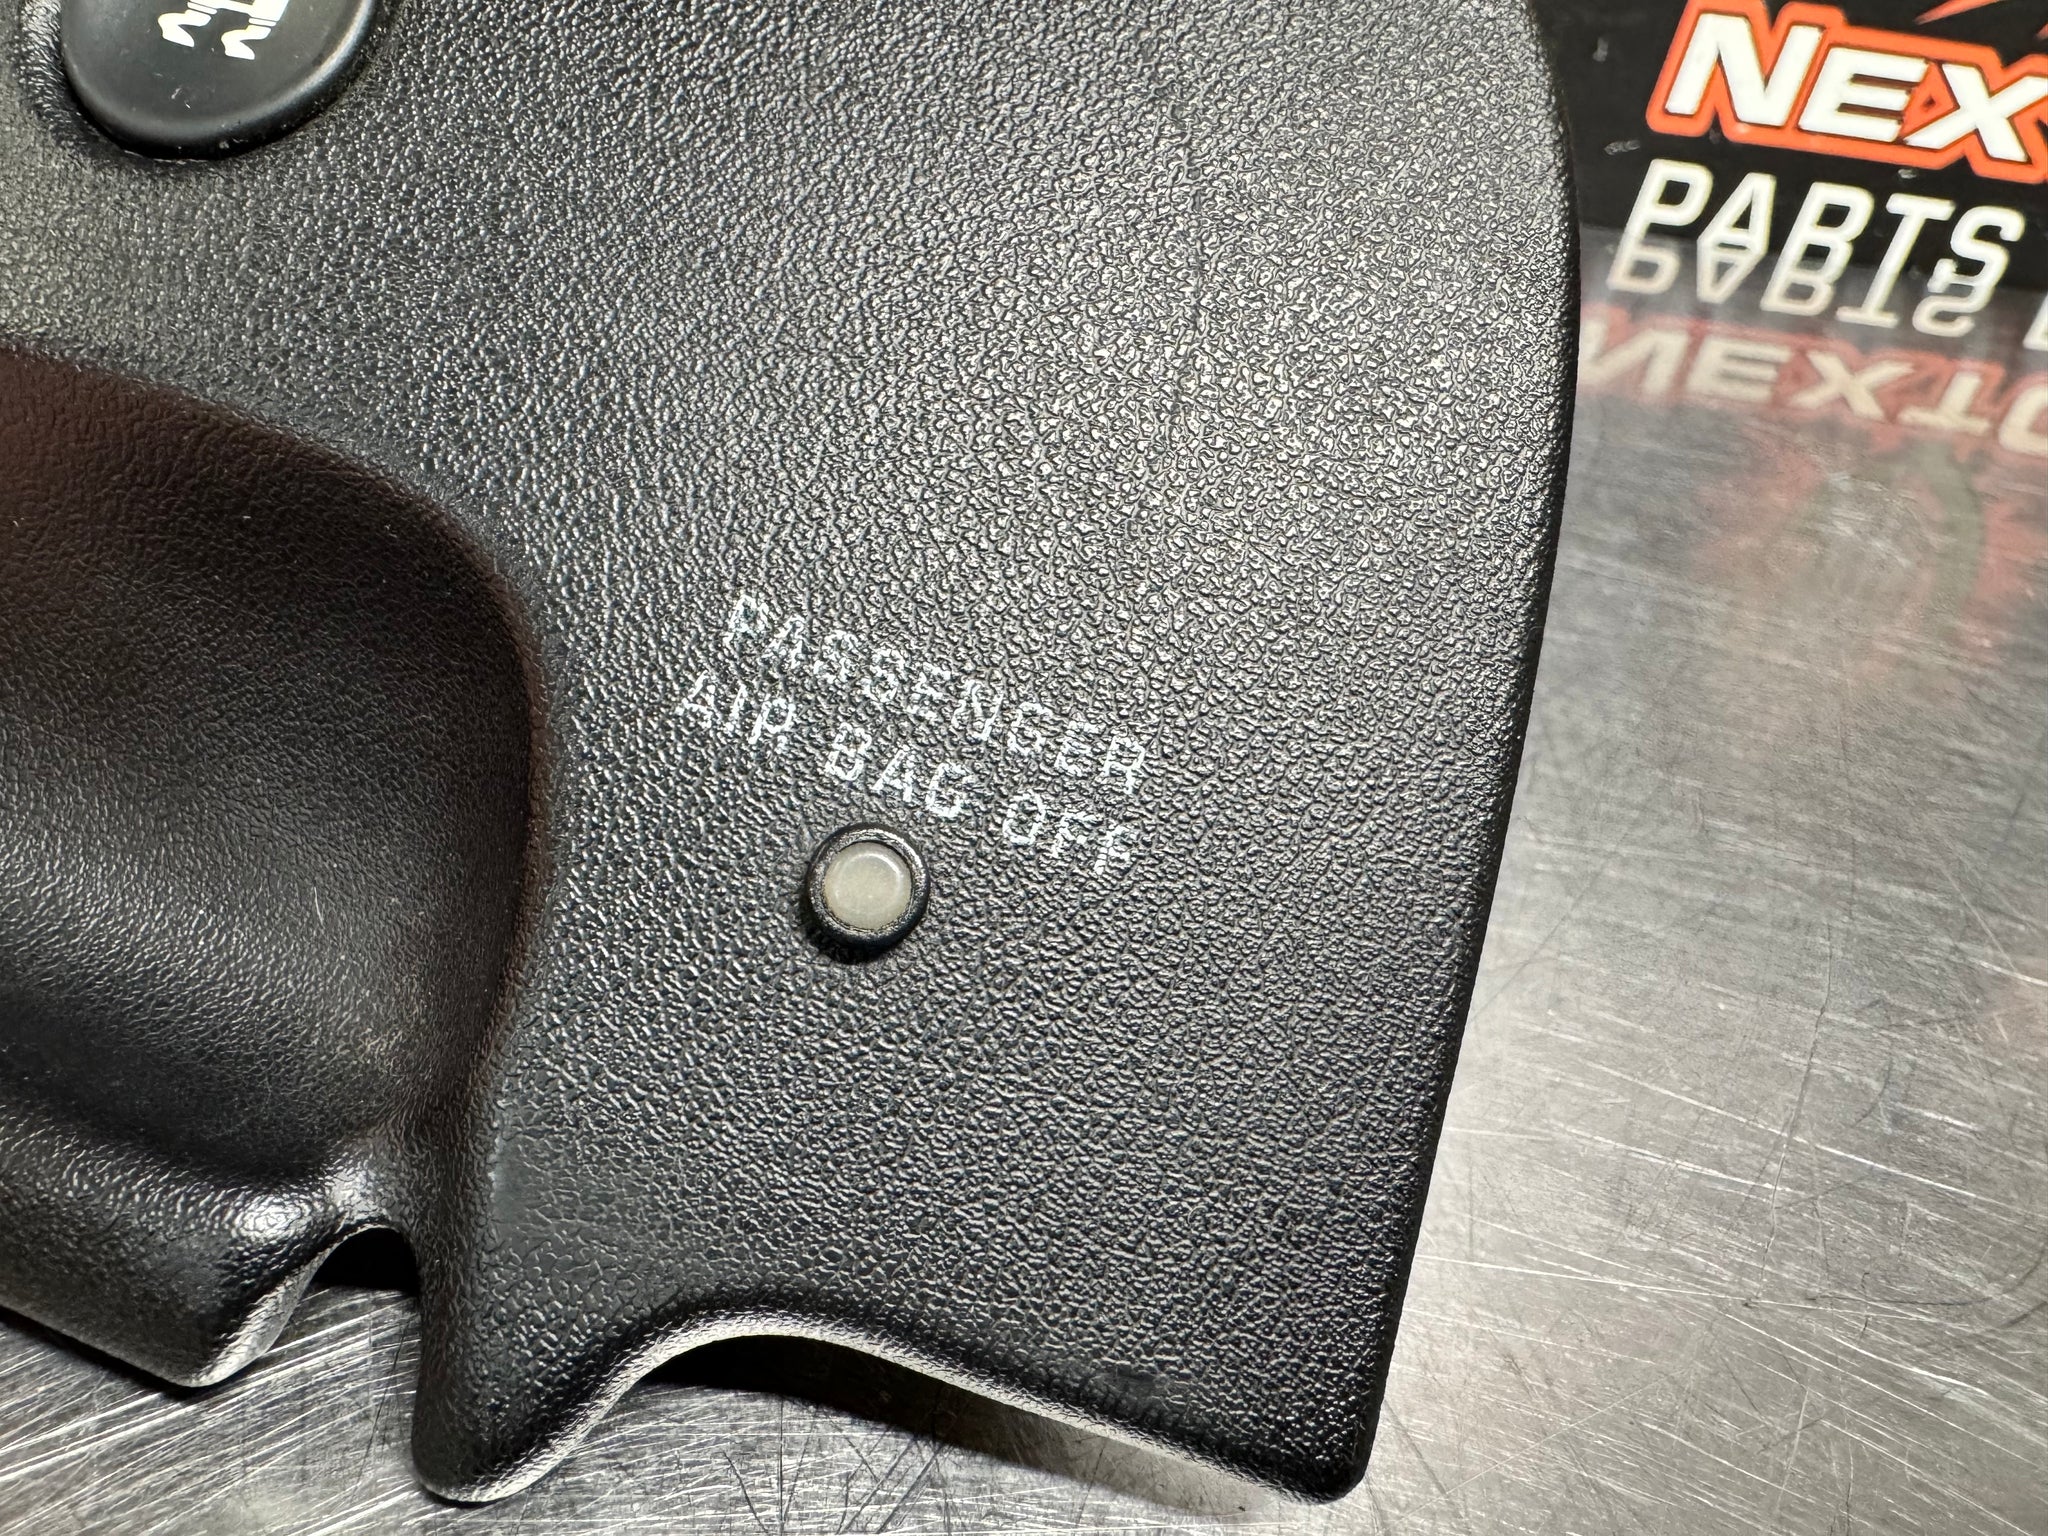 NEX
PARTS
PASSENGER
AIR BAG OFF